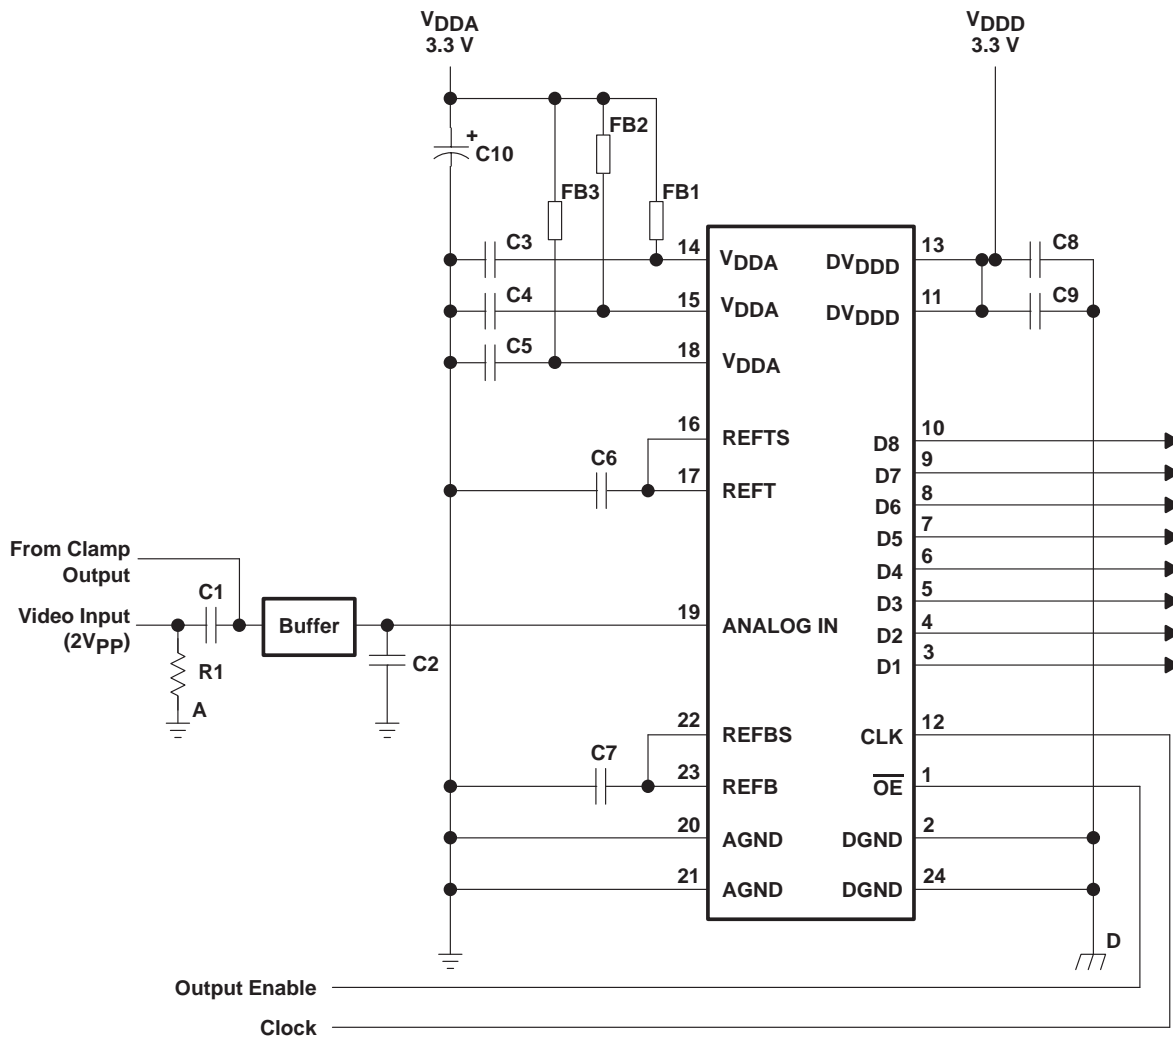 VDDA
3.3 V
VDDD
3.3 V
+
C10
FB2
FB3
FB1
C3
14
VDDA
DVDDD
13
C8
C4
15
VDDA
DVDDD
11
C9
C5
18
VDDA
16
REFTS
D8
10
C6
17
REFT
D7
9
D6
8
D5
7
D4
6
D3
5
D2
4
D1
3
From Clamp
Output
Video Input
(2VPP)
C1
R1
A
Buffer
C2
19
ANALOG IN
22
REFBS
CLK
12
C7
23
REFB
OE
1
20
AGND
DGND
2
21
AGND
DGND
24
D
Output Enable
Clock